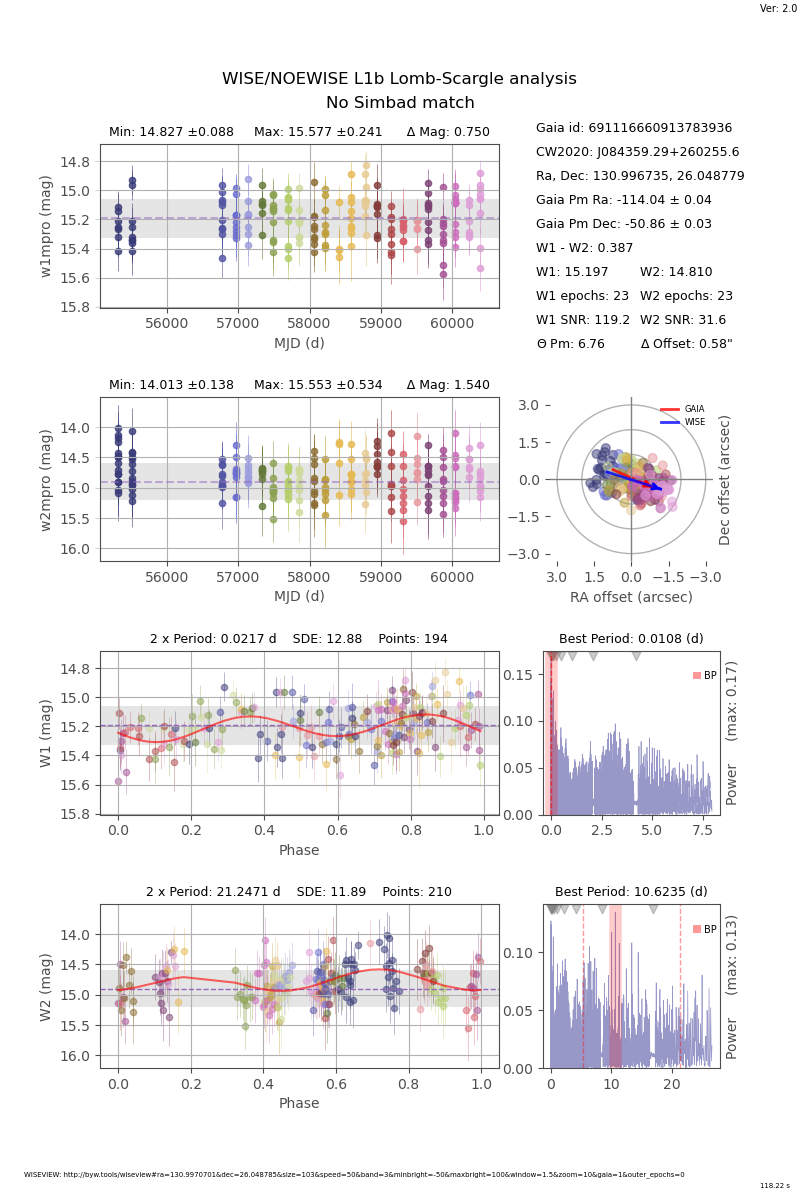 Ver: 2.0
WISE/NOEWISE L1b Lomb-Scargle analysis
No Simbad match
Min: 14.827 ±0.088 Max: 15.577 ±0.241 Δ Mag: 0.750
14.8
15.0
15.2
15.4
15.6
15.8
w1mpro (mag)
56000 57000 58000 59000 60000
MJD (d)
Gaia id: 691116660913783936
CW2020: J084359.29+260255.6
Ra, Dec: 130.996735, 26.048779
Gaia Pm Ra: -114.04 ± 0.04
Gaia Pm Dec: -50.86 ± 0.03
W1 - W2: 0.387
W1: 15.197 W2: 14.810
W1 epochs: 23 W2 epochs: 23
W1 SNR: 119.2 W2 SNR: 31.6
Θ Pm: 6.76 Δ Offset: 0.58"
Min: 14.013 ±0.138 Max: 15.553 ±0.534 Δ Mag: 1.540
14.0
14.5
15.0
15.5
16.0
w2mpro (mag)
56000 57000 58000 59000 60000
MJD (d)
GAIA
WISE
3.0
1.5
0.0
−1.5
−3.0
Dec offset (arcsec)
3.0 1.5 0.0 −1.5 −3.0
RA offset (arcsec)
2 x Period: 0.0217 d SDE: 12.88 Points: 194
14.8
15.0
15.2
15.4
15.6
15.8
W1 (mag)
0.0 0.2 0.4 0.6 0.8 1.0
Phase
Best Period: 0.0108 (d)
BP
0.15
0.10
0.05
0.00
Power (max: 0.17)
0.0 2.5 5.0 7.5
2 x Period: 21.2471 d SDE: 11.89 Points: 210
14.0
14.5
15.0
15.5
16.0
W2 (mag)
0.0 0.2 0.4 0.6 0.8 1.0
Phase
Best Period: 10.6235 (d)
BP
0.10
0.05
0.00
Power (max: 0.13)
0 10 20
WISEVIEW: http://byw.tools/wiseview#ra=130.9970701&dec=26.048785&size=103&speed=50&band=3&minbright=-50&maxbright=100&window=1.5&zoom=10&gaia=1&outer_epochs=0
118.22 s